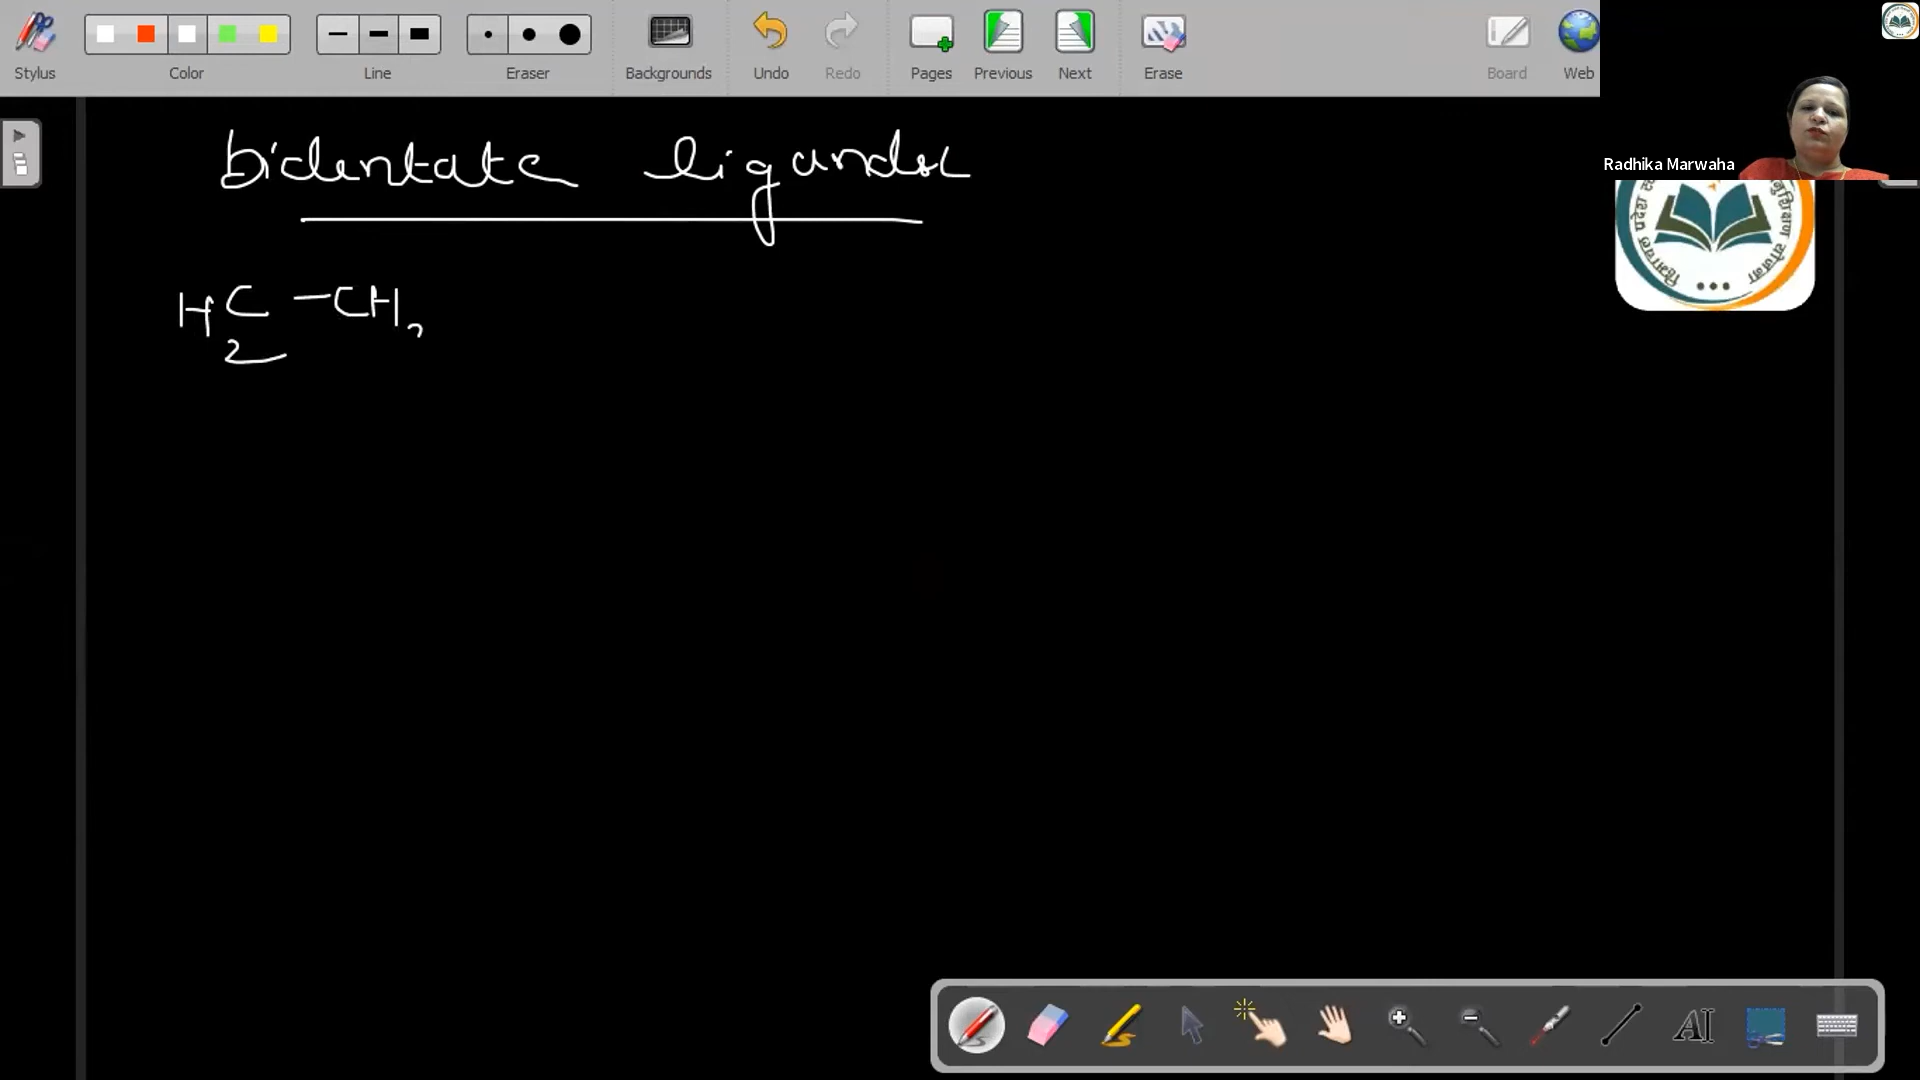 Stylus Color Line Eraser Backgrounds Undo Redo Pages Previous Next Erase Board Web
Radhika Marwaha
bidentate ligands
H₂C – CH₂
AI